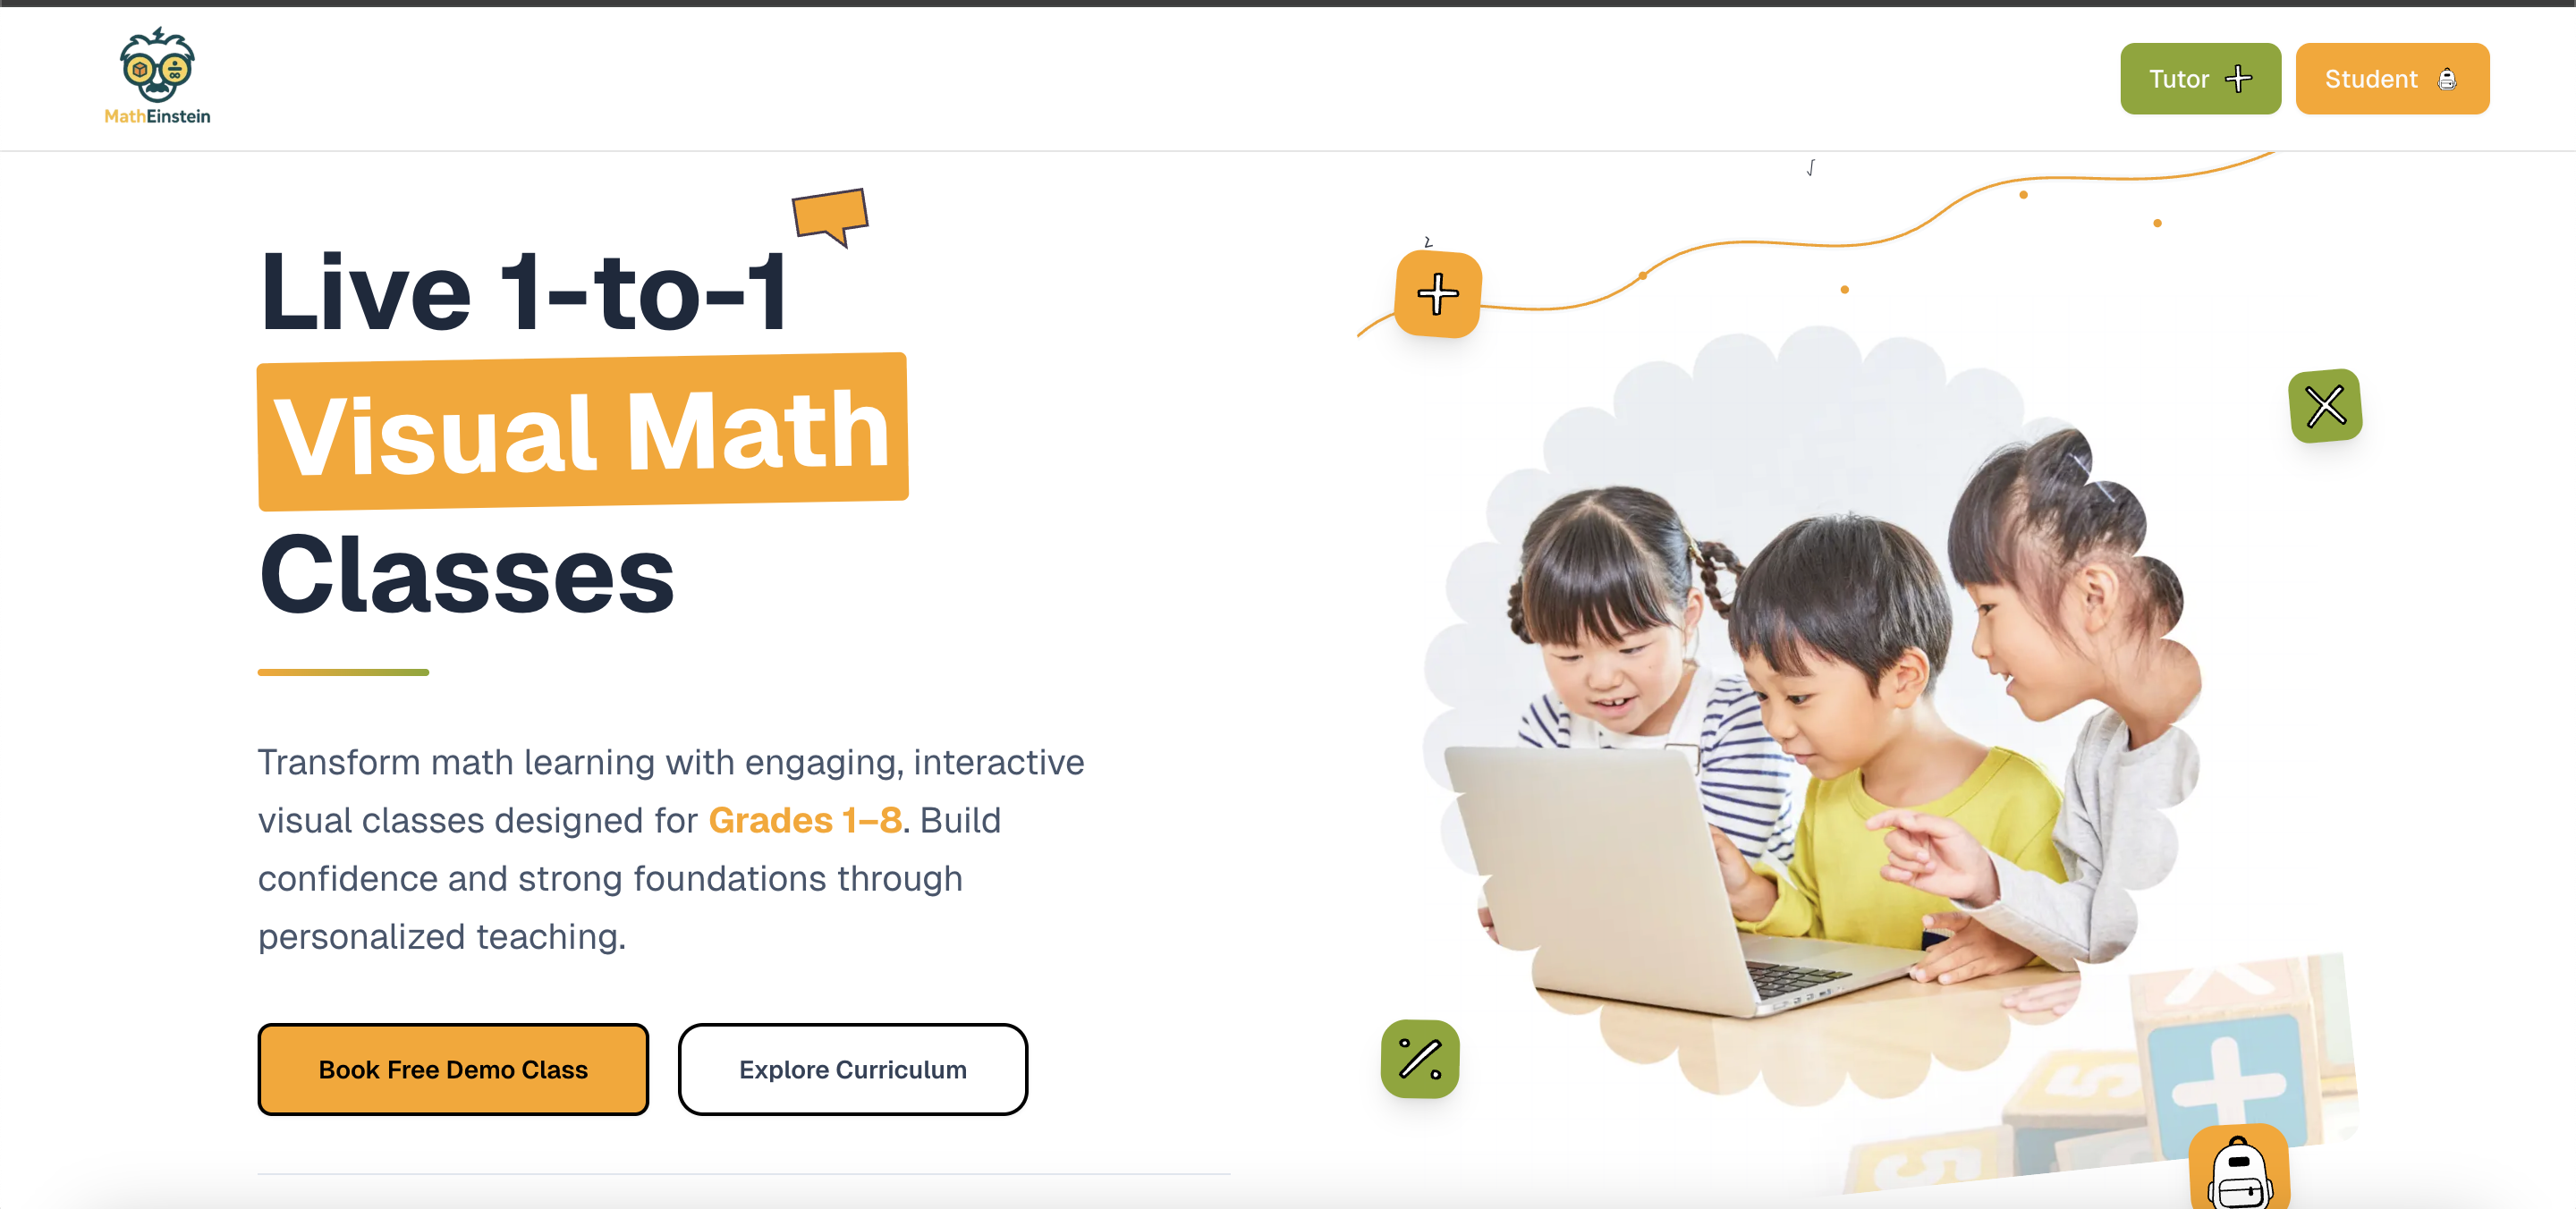 MathEinstein
Tutor
Student
Live 1-to-1
Visual Math
Classes
Transform math learning with engaging, interactive
visual classes designed for Grades 1–8. Build
confidence and strong foundations through
personalized teaching.
Book Free Demo Class
Explore Curriculum
2
√